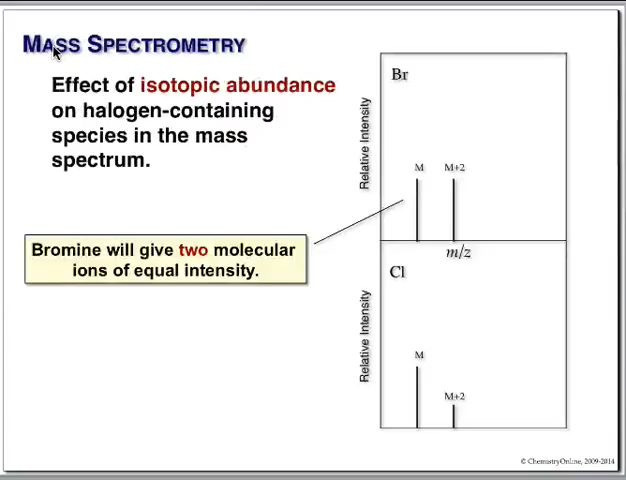 MASS SPECTROMETRY
Effect of isotopic abundance
on halogen-containing
species in the mass
spectrum.
Bromine will give two molecular
ions of equal intensity.
Br
Relative Intensity
M M+2
m/z
Cl
Relative Intensity
M
M+2
© ChemistryOnline, 2009-2014